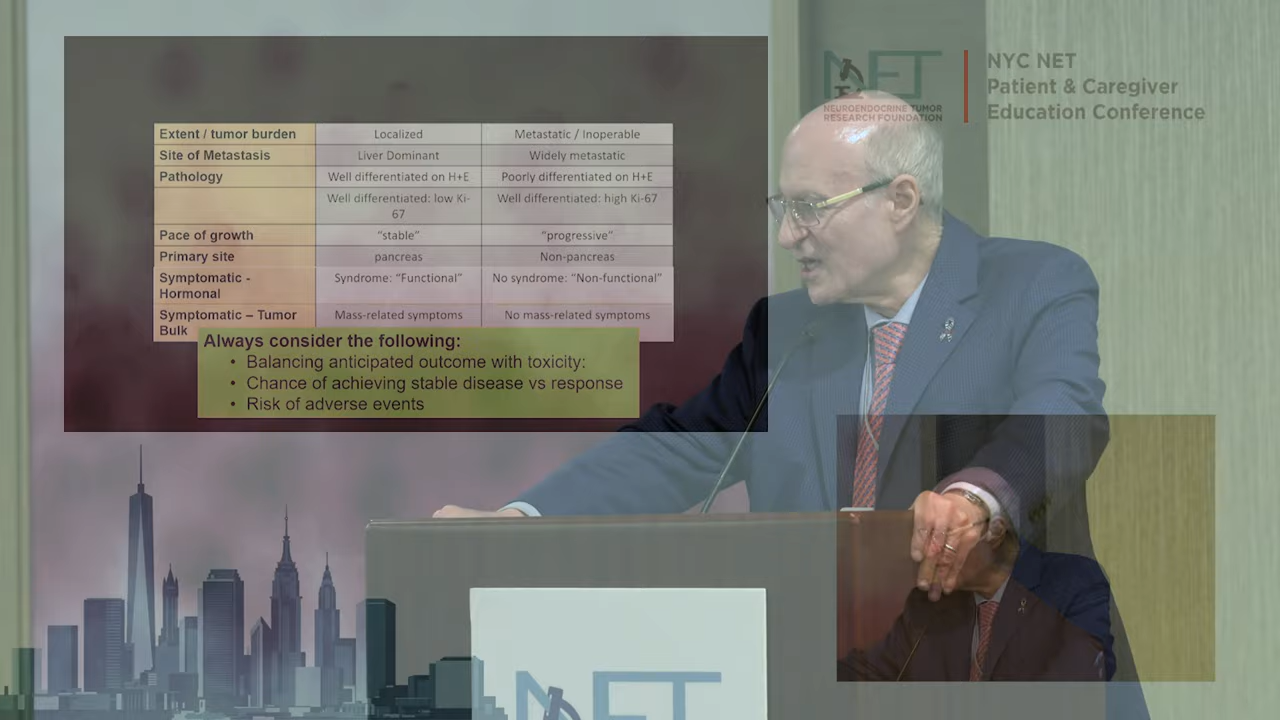 NET
NEUROENDOCRINE TUMOR
RESEARCH FOUNDATION
NYC NET
Patient & Caregiver
Education Conference
Extent / tumor burden Localized Metastatic / Inoperable
Site of Metastasis Liver Dominant Widely metastatic
Pathology Well differentiated on H+E Poorly differentiated on H+E
Well differentiated: low Ki-
67
Well differentiated: high Ki-67
Pace of growth "stable" "progressive"
Primary site pancreas Non-pancreas
Symptomatic -
Hormonal
Syndrome: "Functional" No syndrome: "Non-functional"
Symptomatic – Tumor
Bulk
Mass-related symptoms No mass-related symptoms
Always consider the following:
• Balancing anticipated outcome with toxicity:
• Chance of achieving stable disease vs response
• Risk of adverse events
NET